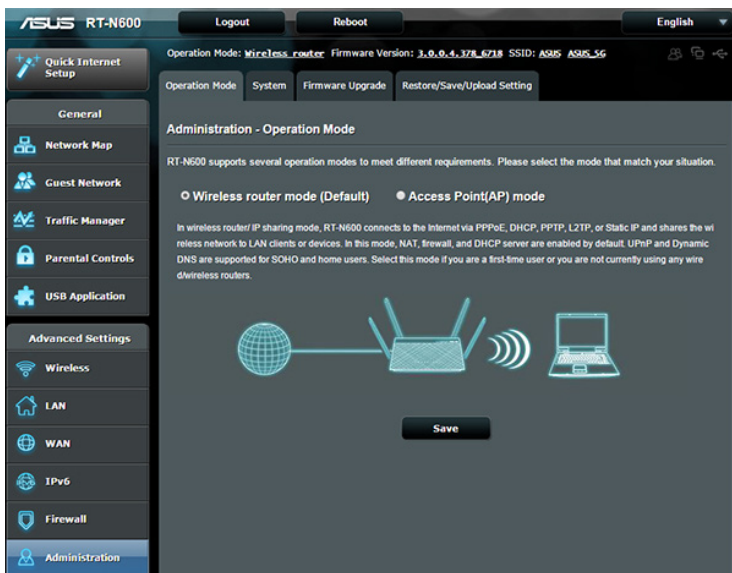 ASUS RT-N600
Logout
Reboot
English
Quick Internet
Setup
General
Network Map
Guest Network
Traffic Manager
Parental Controls
USB Application
Advanced Settings
Wireless
LAN
WAN
IPv6
Firewall
Administration
Operation Mode: Wireless router Firmware Version: 3.0.0.4.378_6718 SSID: ASUS ASUS_5G
Operation Mode
System
Firmware Upgrade
Restore/Save/Upload Setting
Administration - Operation Mode
RT-N600 supports several operation modes to meet different requirements. Please select the mode that match your situation.
Wireless router mode (Default)
Access Point(AP) mode
In wireless router/ IP sharing mode, RT-N600 connects to the Internet via PPPoE, DHCP, PPTP, L2TP, or Static IP and shares the wi
reless network to LAN clients or devices. In this mode, NAT, firewall, and DHCP server are enabled by default. UPnP and Dynamic
DNS are supported for SOHO and home users. Select this mode if you are a first-time user or you are not currently using any wire
d/wireless routers.
Save